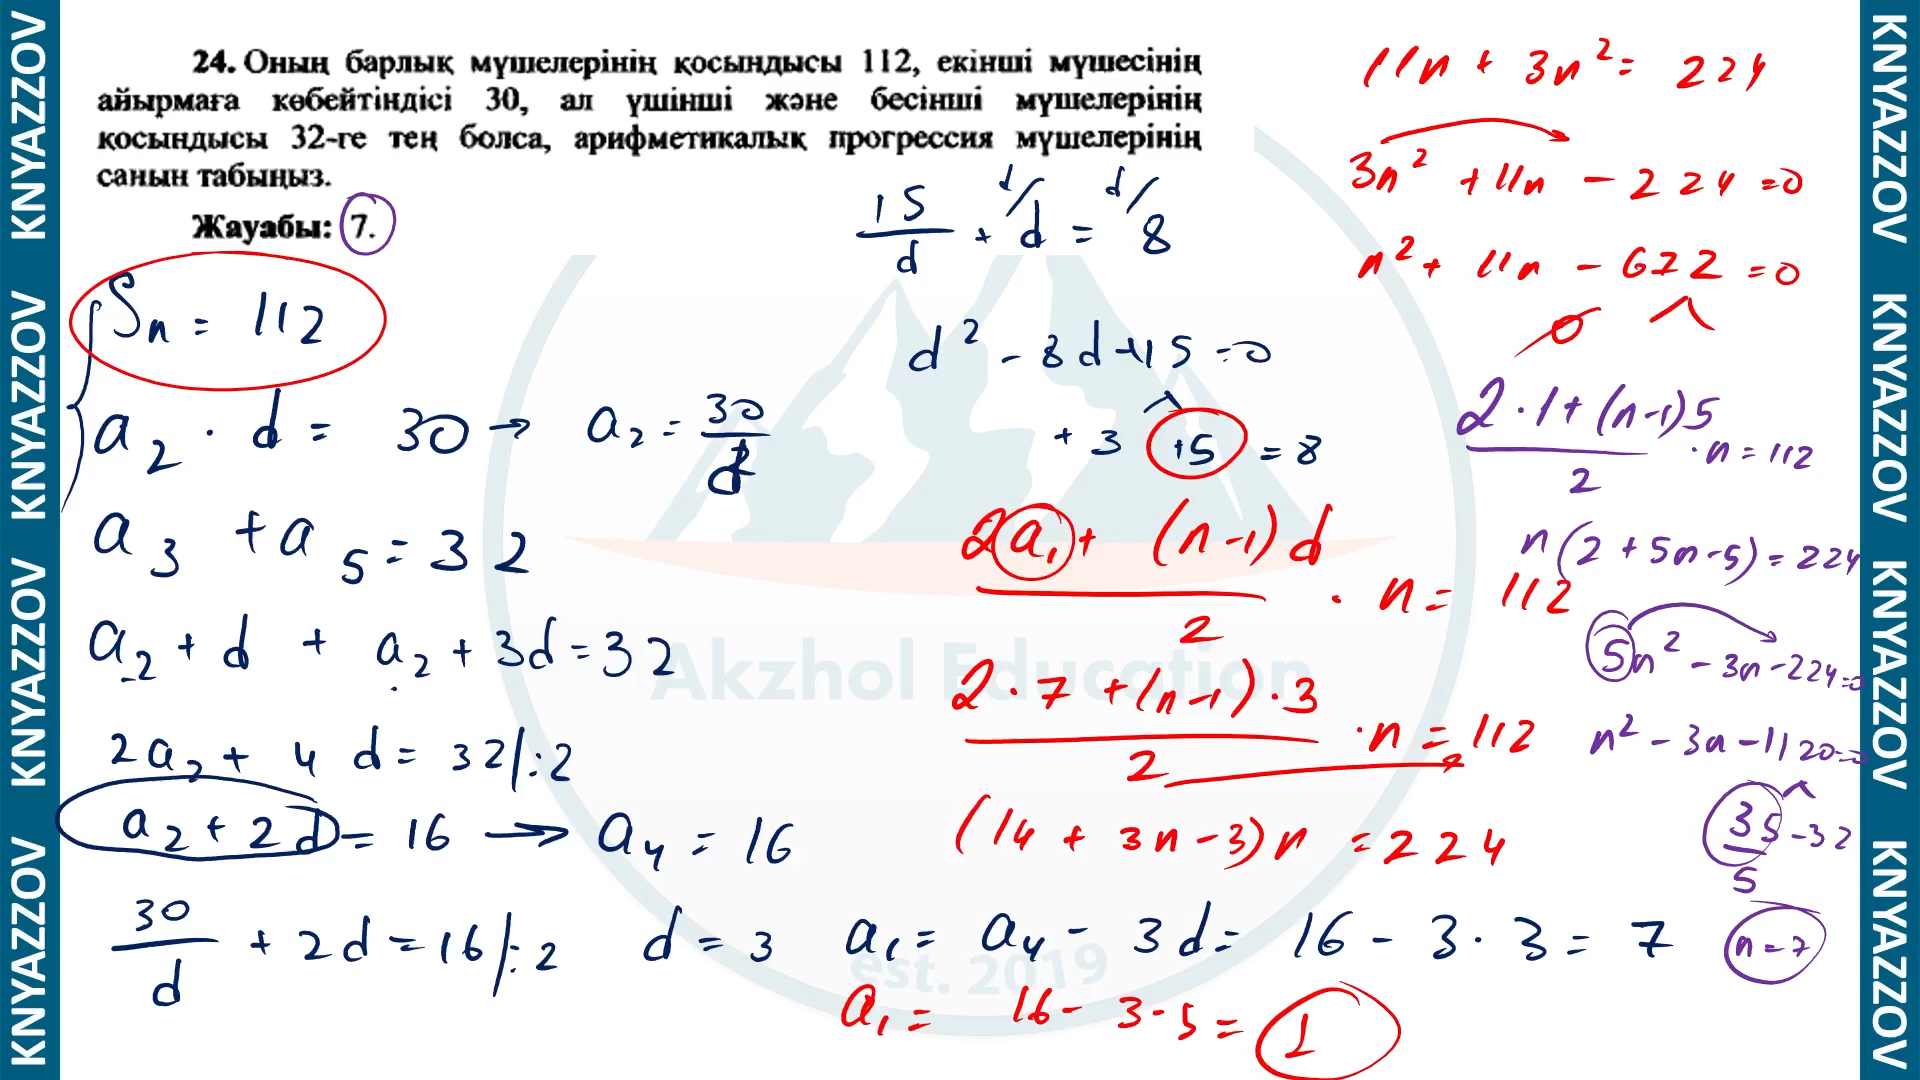 24. Оның барлық мүшелерінің қосындысы 112, екінші мүшесінің
айырмаға көбейтіндісі 30, ал үшінші және бесінші мүшелерінің
қосындысы 32-ге тең болса, арифметикалық прогрессия мүшелерінің
санын табыңыз.
Жауабы: 7.
Sₙ = 112
a₂ · d = 30 → a₂ = 30/d
a₃ + a₅ = 32
a₂ + d + a₂ + 3d = 32
2a₂ + 4d = 32 | :2
a₂ + 2d = 16 → a₄ = 16
30/d + 2d = 16 | :2
15/d + d/d = d/8
d² - 8d + 15 = 0
+3 +5 = 8
(2a₁ + (n-1)d)/2 · n = 112
(2·7 + (n-1)·3)/2 · n = 112
(14 + 3n - 3)n = 224
d = 3 a₁ = a₄ - 3d = 16 - 3·3 = 7
a₁ = 16 - 3·5 = 1
11n + 3n² = 224
3n² + 11n - 224 = 0
n² + 11n - 672 = 0
(2·1 + (n-1)5)/2 · n = 112
n(2 + 5n - 5) = 224
5n² - 3n - 224 = 0
n² - 3n - 1120 = 0
35 - 32
5
n = 7
Akzhol Education
est. 2019
KNYAZZOV KNYAZZOV KNYAZZOV KNYAZZOV
KNYAZZOV KNYAZZOV KNYAZZOV KNYAZZOV